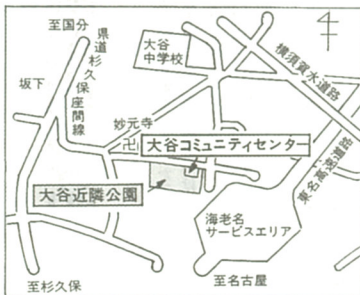 至国分
県道杉久保座間線
坂下
大谷
中学校
横須賀水道路
妙元寺
卍
大谷コミュニティセンター
大谷近隣公園
東名高速道路
海老名
サービスエリア
至杉久保
至名古屋